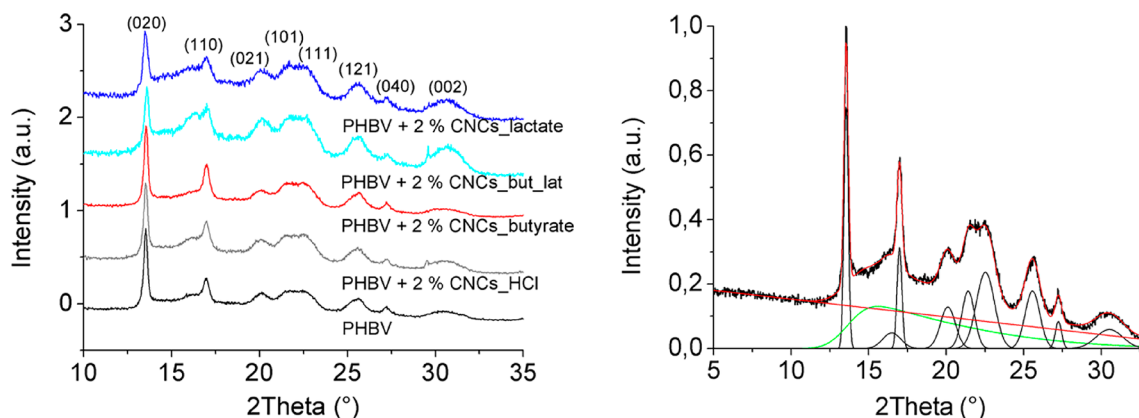 3
2
1
0
Intensity (a.u.)
(020)
(110)
(021)
(101)
(111)
(121)
(040)
(002)
PHBV + 2 % CNCs_lactate
PHBV + 2 % CNCs_but_lat
PHBV + 2 % CNCs_butyrate
PHBV + 2 % CNCs_HCl
PHBV
10 15 20 25 30 35
2Theta (°)
1,0
0,8
0,6
0,4
0,2
0,0
Intensity (a.u.)
5 10 15 20 25 30
2Theta (°)